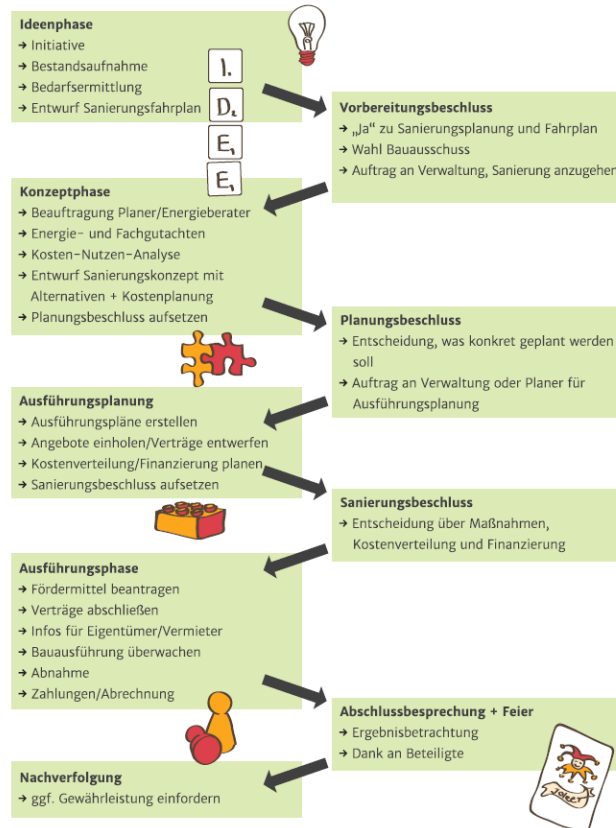 Ideenphase
→ Initiative
→ Bestandsaufnahme
→ Bedarfsermittlung
→ Entwurf Sanierungsfahrplan
I.
D₂
E₁
E₁
Vorbereitungsbeschluss
→ „Ja“ zu Sanierungsplanung und Fahrplan
→ Wahl Bauausschuss
→ Auftrag an Verwaltung, Sanierung anzugehen
Konzeptphase
→ Beauftragung Planer/Energieberater
→ Energie- und Fachgutachten
→ Kosten-Nutzen-Analyse
→ Entwurf Sanierungskonzept mit
Alternativen + Kostenplanung
→ Planungsbeschluss aufsetzen
Planungsbeschluss
→ Entscheidung, was konkret geplant werden
soll
→ Auftrag an Verwaltung oder Planer für
Ausführungsplanung
Ausführungsplanung
→ Ausführungspläne erstellen
→ Angebote einholen/Verträge entwerfen
→ Kostenverteilung/Finanzierung planen
→ Sanierungsbeschluss aufsetzen
Sanierungsbeschluss
→ Entscheidung über Maßnahmen,
Kostenverteilung und Finanzierung
Ausführungsphase
→ Fördermittel beantragen
→ Verträge abschließen
→ Infos für Eigentümer/Vermieter
→ Bauausführung überwachen
→ Abnahme
→ Zahlungen/Abrechnung
Abschlussbesprechung + Feier
→ Ergebnisbetrachtung
→ Dank an Beteiligte
JOKER
Nachverfolgung
→ ggf. Gewährleistung einfordern